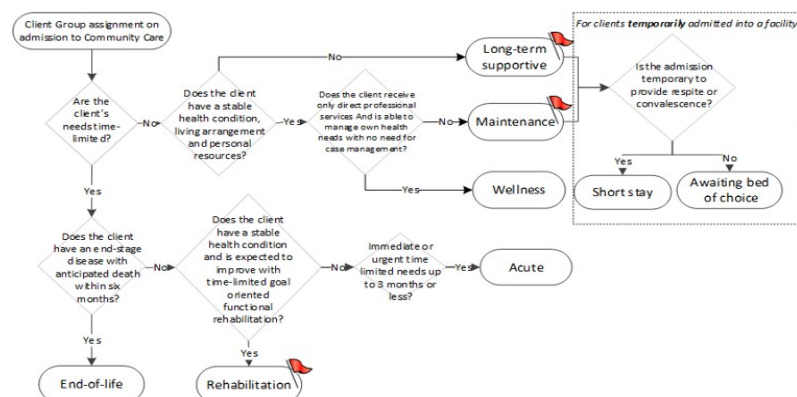 Client Group assignment on
admission to Community Care
For clients temporarily admitted into a facility
No
Long-term
supportive
Is the admission
temporary to
provide respite or
convalescence?
Are the
client's
needs time-
limited?
No
Does the client
have a stable
health condition,
living arrangement
and personal
resources?
Yes
Does the client receive
only direct professional
services And is able to
manage own health
needs with no need for
case management?
No
Maintenance
Yes
No
Yes
Yes
Wellness
Short stay
Awaiting bed
of choice
Does the client
have an end-stage
disease with
anticipated death
within six
months?
No
Does the client
have a stable
health condition
and is expected to
improve with
time-limited goal
oriented
functional
rehabilitation?
No
Immediate or
urgent time
limited needs up
to 3 months or
less?
Yes
Acute
Yes
Yes
End-of-life
Rehabilitation